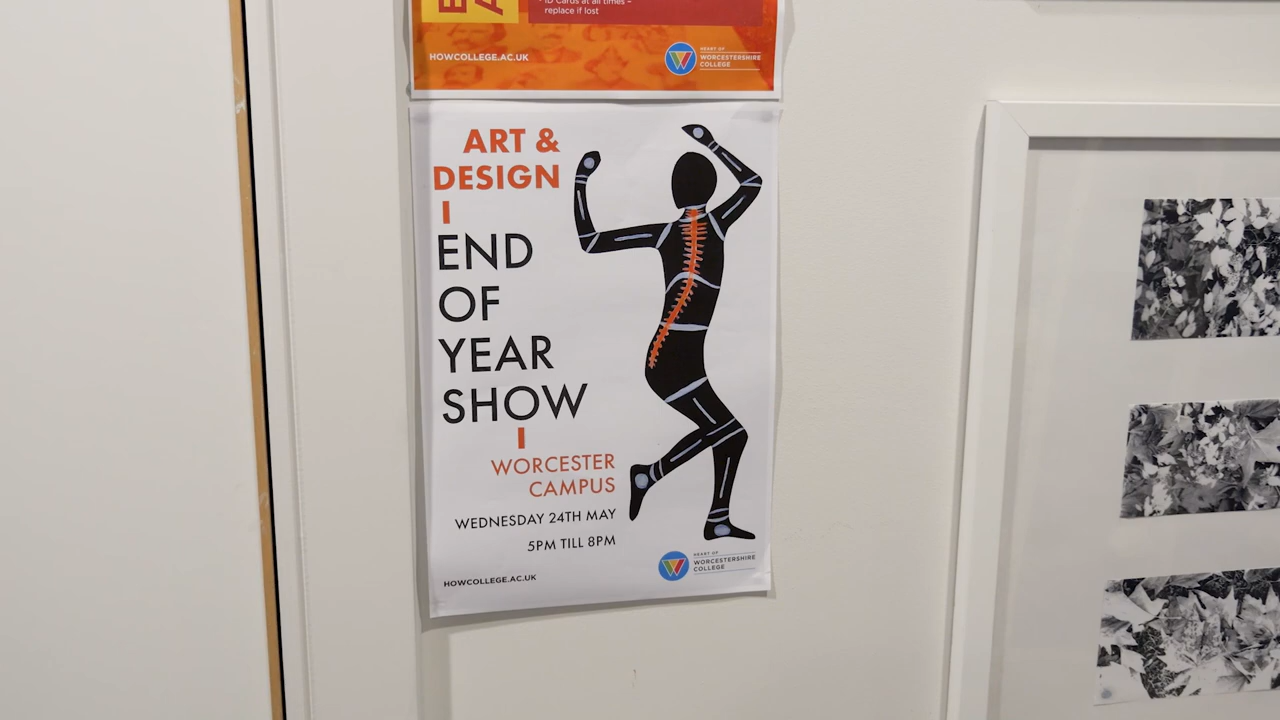 - ID Cards at all times –
replace if lost
HOWCOLLEGE.AC.UK
HEART OF
WORCESTERSHIRE
COLLEGE
ART &
DESIGN
END
OF
YEAR
SHOW
WORCESTER
CAMPUS
WEDNESDAY 24TH MAY
5PM TILL 8PM
HOWCOLLEGE.AC.UK
HEART OF
WORCESTERSHIRE
COLLEGE